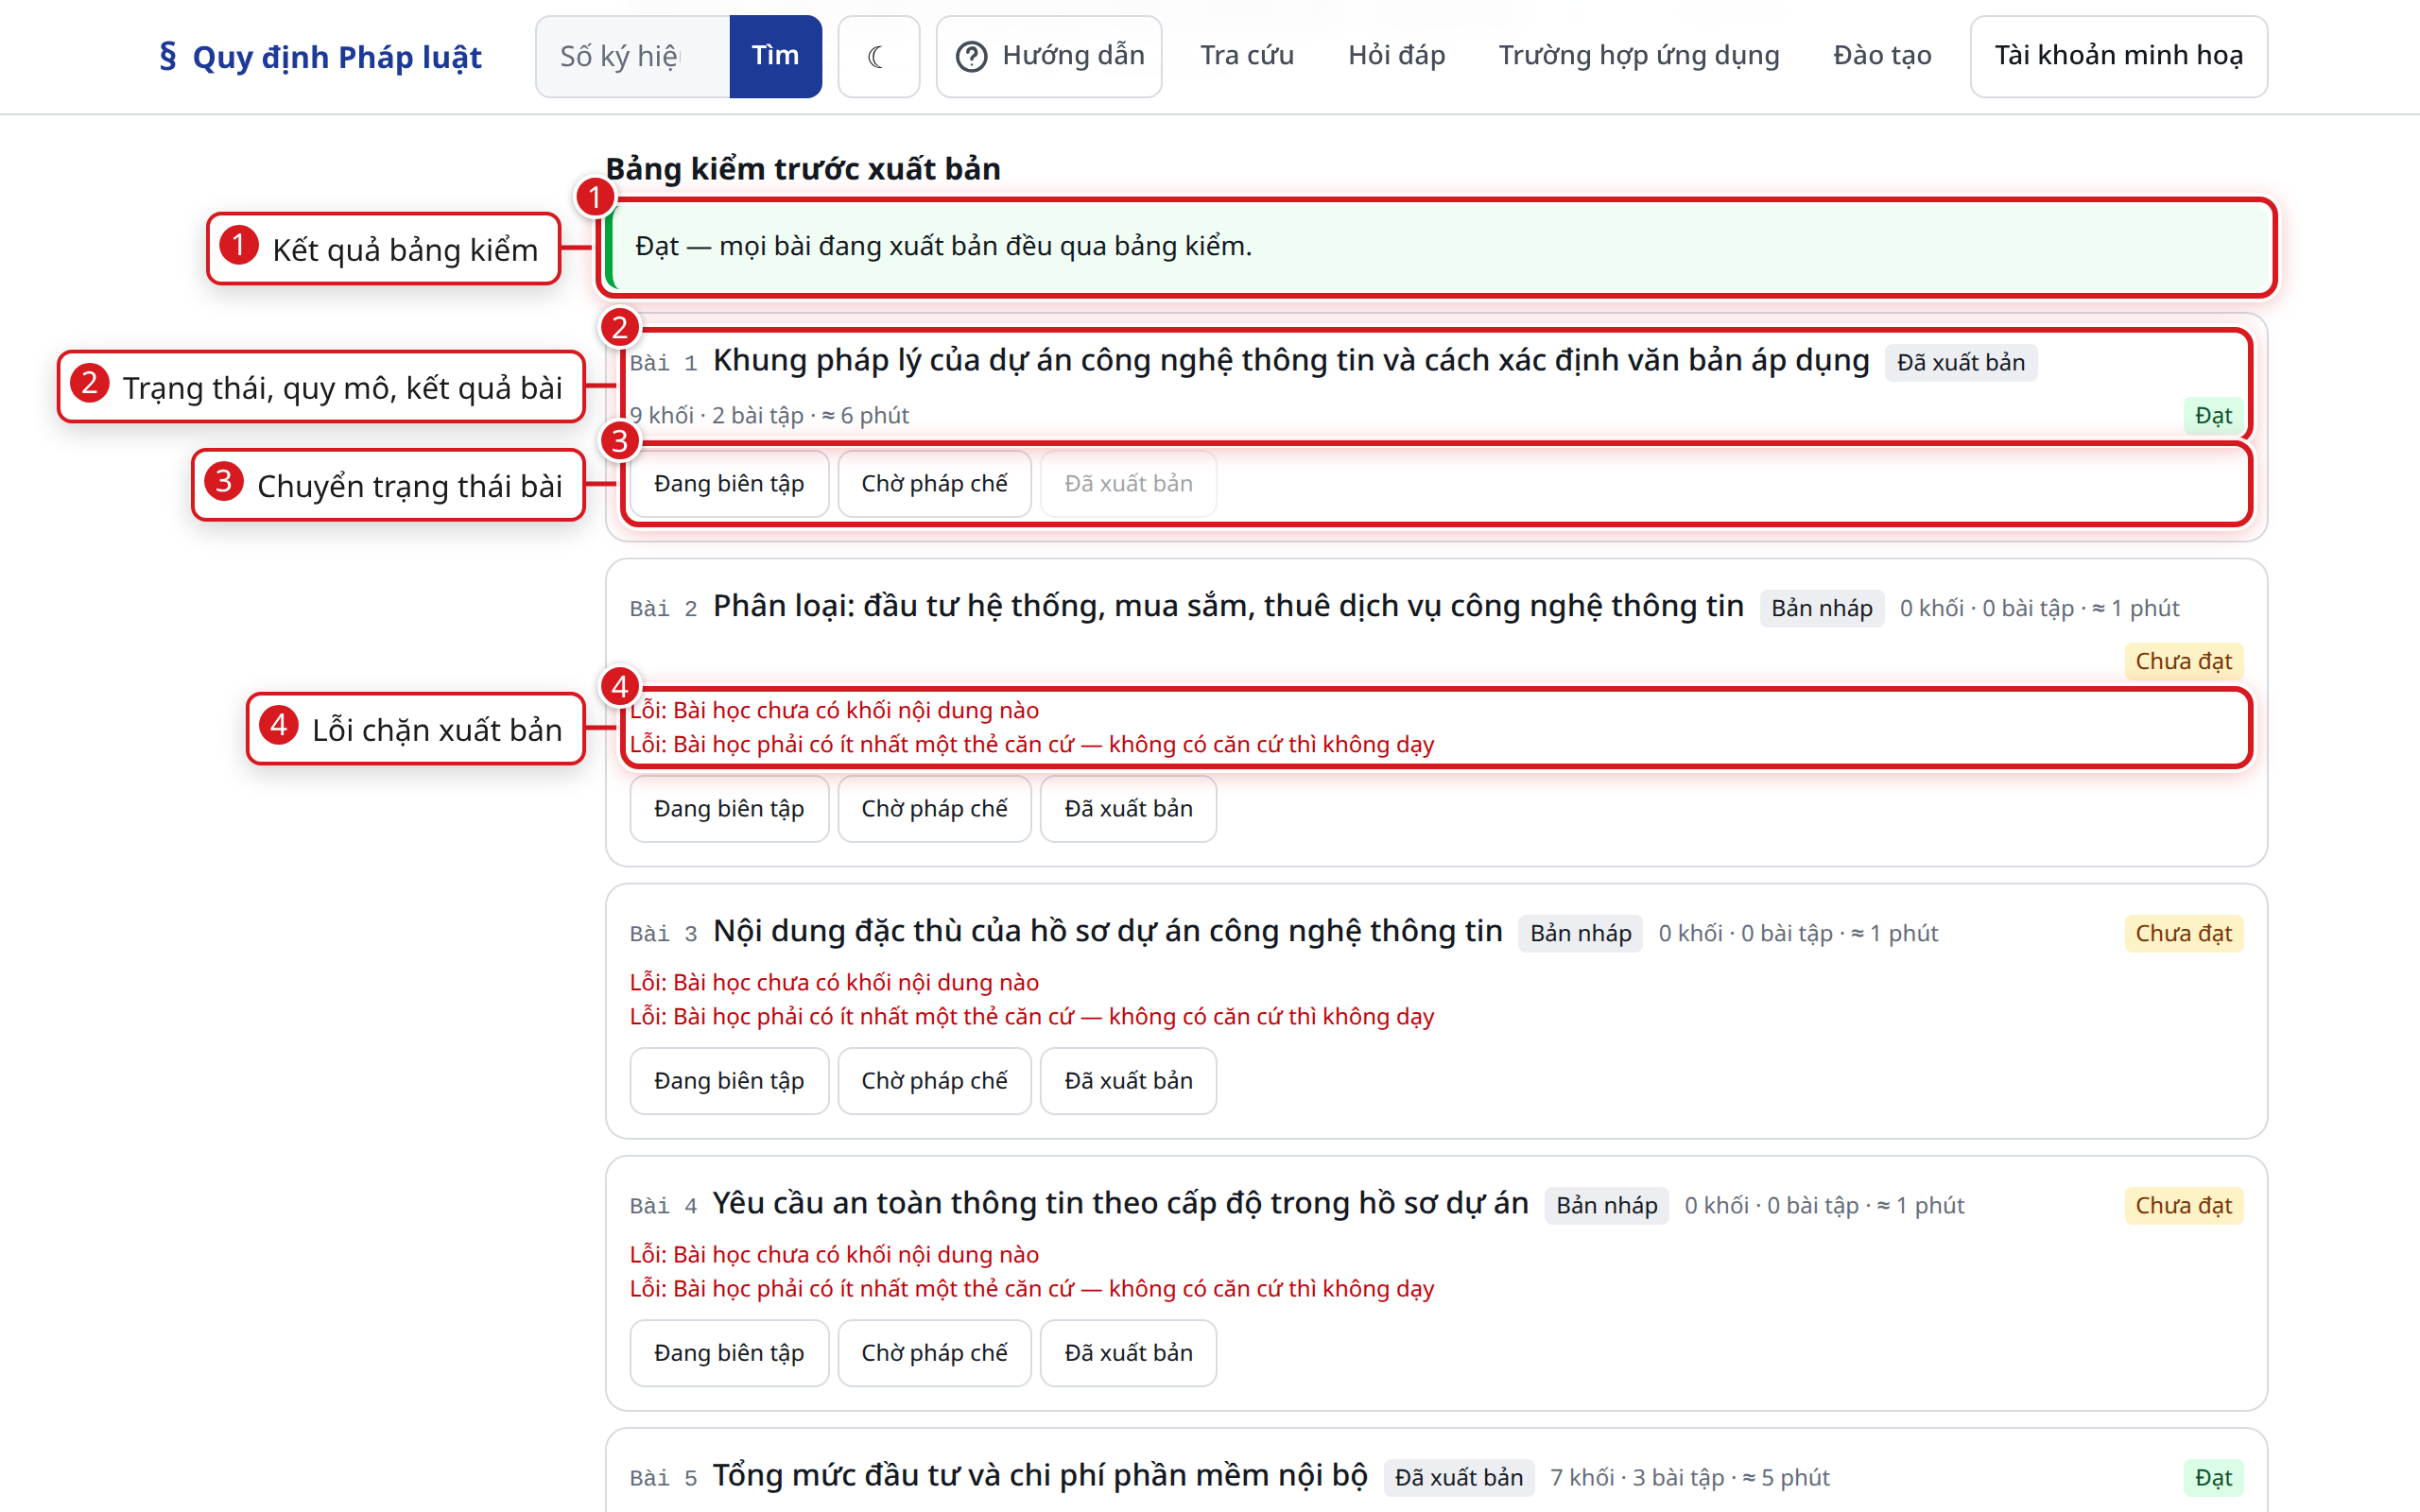 § Quy định Pháp luật
Số ký hiệ
Tìm
Hướng dẫn
Tra cứu
Hỏi đáp
Trường hợp ứng dụng
Đào tạo
Tài khoản minh hoạ
Bảng kiểm trước xuất bản
1
1 Kết quả bảng kiểm
Đạt — mọi bài đang xuất bản đều qua bảng kiểm.
2
2 Trạng thái, quy mô, kết quả bài
Bài 1 Khung pháp lý của dự án công nghệ thông tin và cách xác định văn bản áp dụng Đã xuất bản
9 khối · 2 bài tập · ≈ 6 phút Đạt
3
3 Chuyển trạng thái bài
Đang biên tập Chờ pháp chế Đã xuất bản
Bài 2 Phân loại: đầu tư hệ thống, mua sắm, thuê dịch vụ công nghệ thông tin Bản nháp 0 khối · 0 bài tập · ≈ 1 phút
Chưa đạt
4
4 Lỗi chặn xuất bản
Lỗi: Bài học chưa có khối nội dung nào
Lỗi: Bài học phải có ít nhất một thẻ căn cứ — không có căn cứ thì không dạy
Đang biên tập Chờ pháp chế Đã xuất bản
Bài 3 Nội dung đặc thù của hồ sơ dự án công nghệ thông tin Bản nháp 0 khối · 0 bài tập · ≈ 1 phút Chưa đạt
Lỗi: Bài học chưa có khối nội dung nào
Lỗi: Bài học phải có ít nhất một thẻ căn cứ — không có căn cứ thì không dạy
Đang biên tập Chờ pháp chế Đã xuất bản
Bài 4 Yêu cầu an toàn thông tin theo cấp độ trong hồ sơ dự án Bản nháp 0 khối · 0 bài tập · ≈ 1 phút Chưa đạt
Lỗi: Bài học chưa có khối nội dung nào
Lỗi: Bài học phải có ít nhất một thẻ căn cứ — không có căn cứ thì không dạy
Đang biên tập Chờ pháp chế Đã xuất bản
Bài 5 Tổng mức đầu tư và chi phí phần mềm nội bộ Đã xuất bản 7 khối · 3 bài tập · ≈ 5 phút Đạt